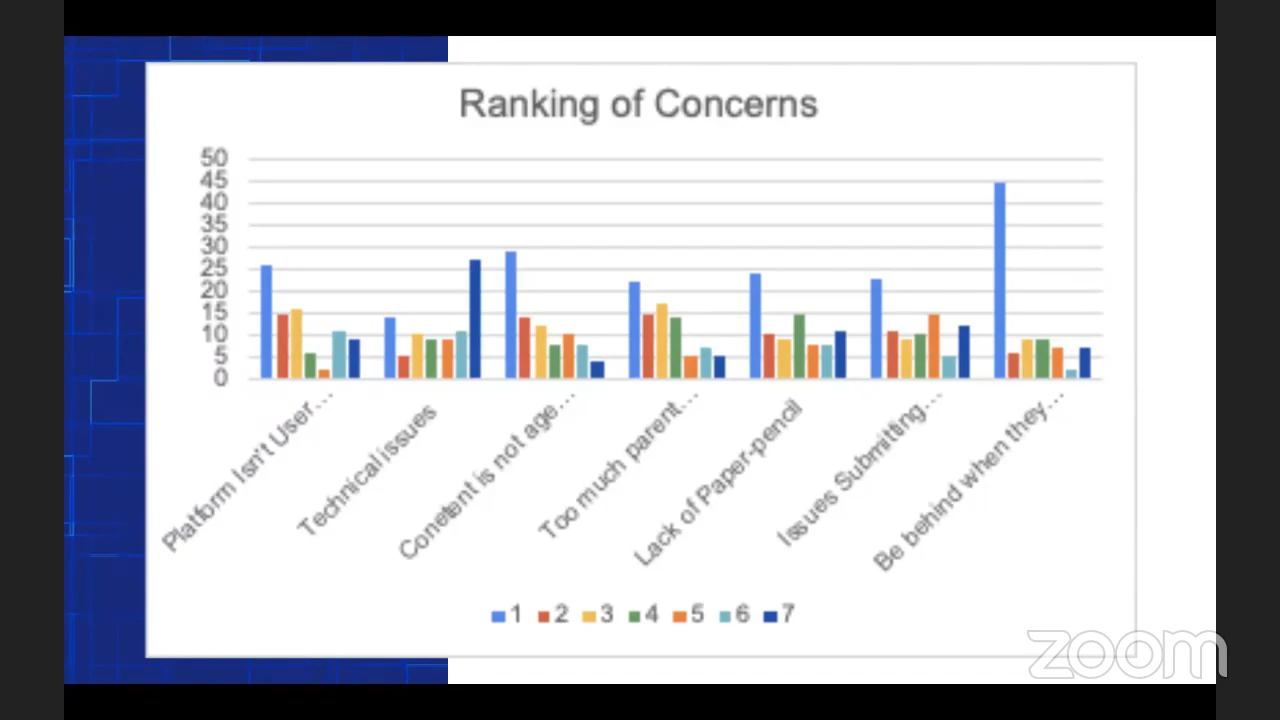 Ranking of Concerns
50
45
40
35
30
25
20
15
10
5
0
Platform Isn't User...
Technical issues
Conetent is not age...
Too much parent...
Lack of Paper-pencil
Issues Submitting...
Be behind when they...
1 2 3 4 5 6 7
zoom